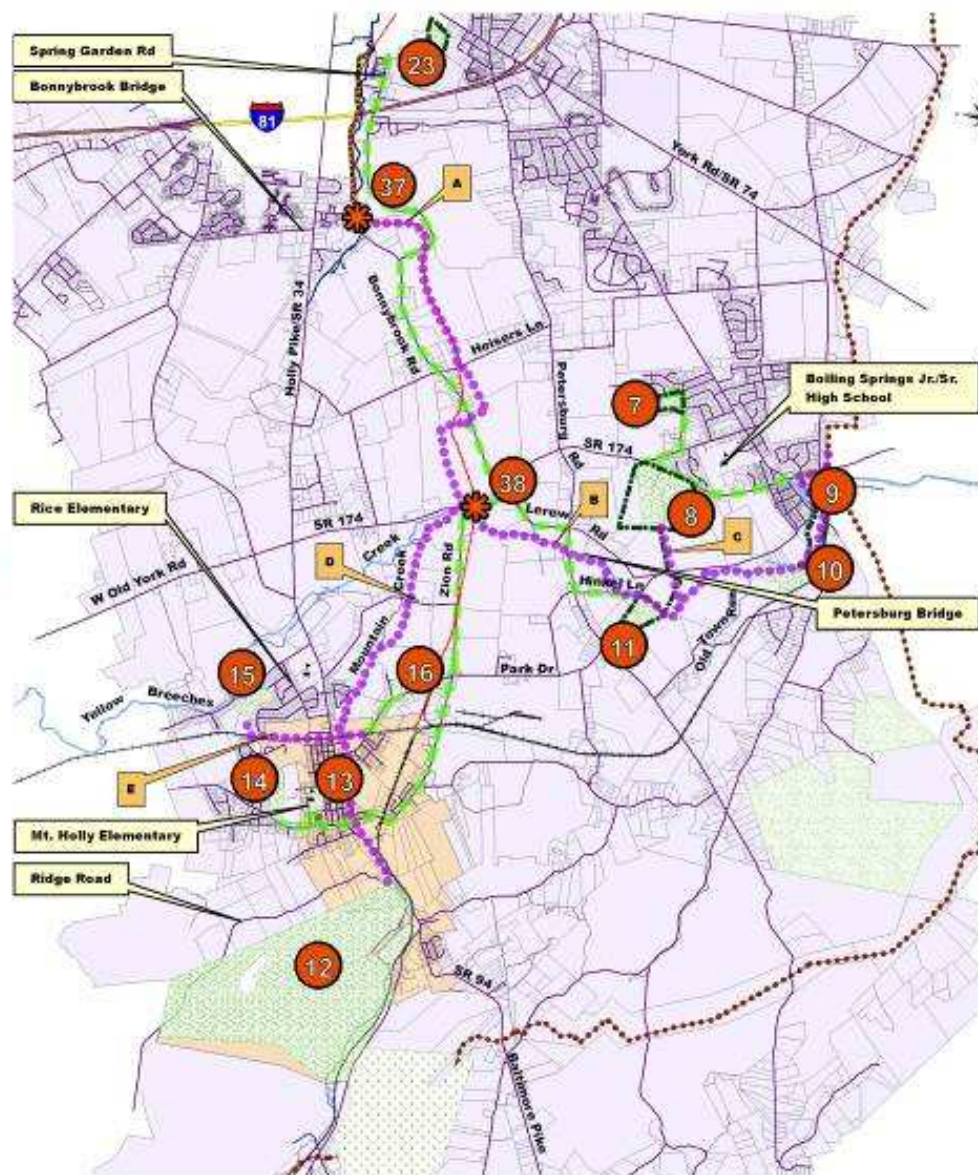 Spring Garden Rd
23
Bonnybrook Bridge
81
York Rd/SR 74
37
A
Holly Pike/SR 34
Bonnybrook Rd
Heisers Ln
Petersburg
Rd
7
Boiling Springs Jr./Sr.
High School
SR 174
38
9
Rice Elementary
SR 174
B
Lerew
Rd
8
C
W Old York Rd
D
Creek
Creek
Mountain
Zion Rd
Hinkel Ln
10
Petersburg Bridge
11
Old Town Run
15
16
Park Dr
Yellow
Breeches
E
14
13
Mt. Holly Elementary
Ridge Road
12
SR 94
Baltimore Pike